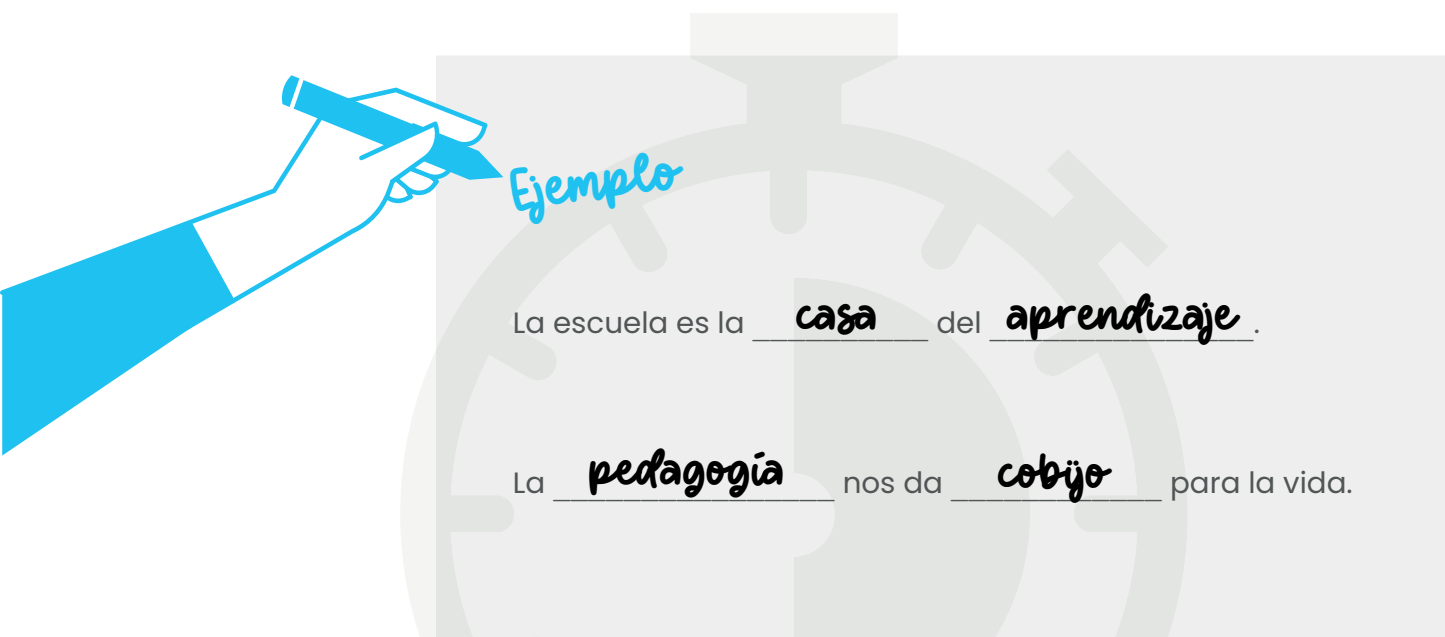 Ejemplo
La escuela es la casa del aprendizaje.
La pedagogía nos da cobijo para la vida.